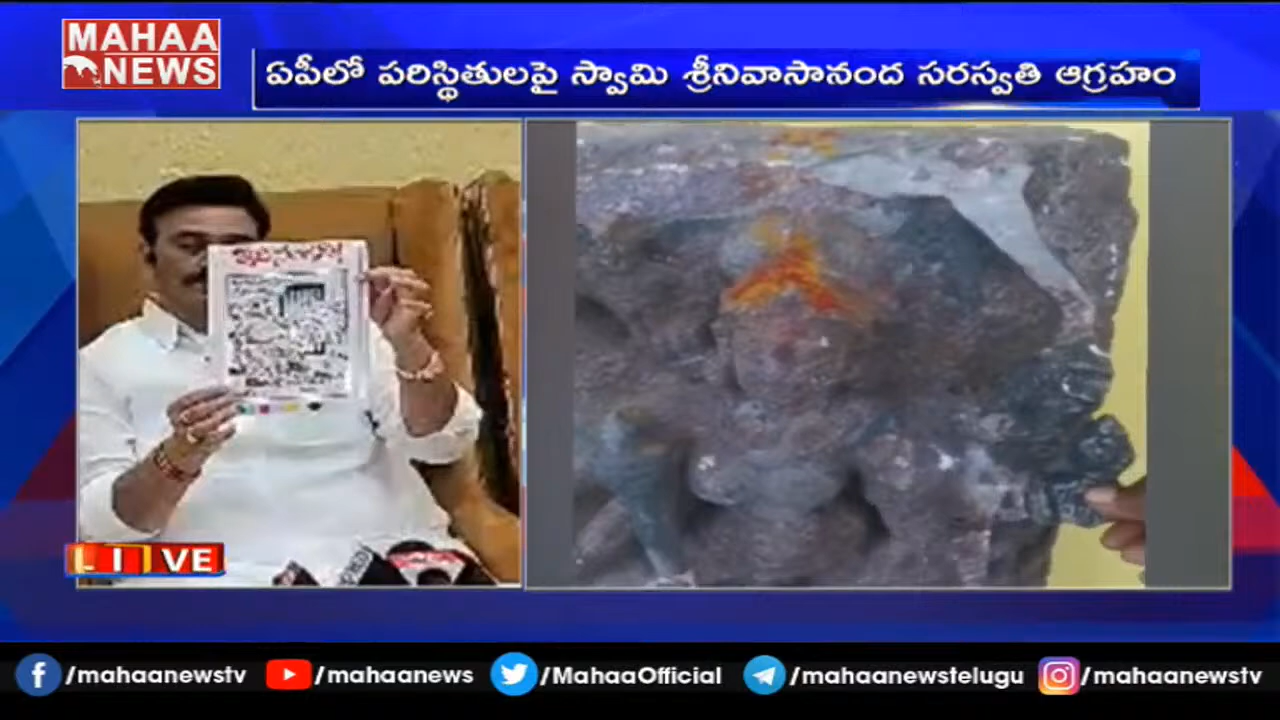 MAHAA
NEWS
ఏపీలో పరిస్థితులపై స్వామి శ్రీనివాసానంద సరస్వతి ఆగ్రహం
LIVE
/mahaanewstv
/mahaanews
/MahaaOfficial
/mahaanewstelugu
/mahaanewstv